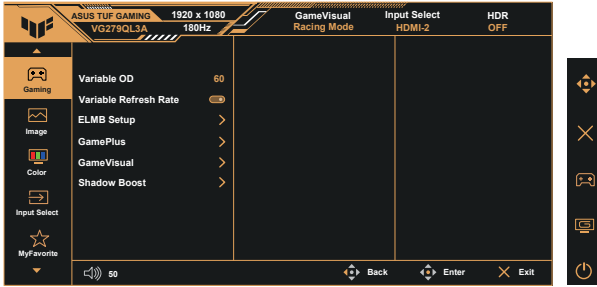 ASUS TUF GAMING 1920 x 1080 GameVisual Input Select HDR
VG279QL3A 180Hz Racing Mode HDMI-2 OFF
Gaming
Image
Color
Input Select
MyFavorite
Variable OD 60
Variable Refresh Rate
ELMB Setup
GamePlus
GameVisual
Shadow Boost
50 Back Enter Exit